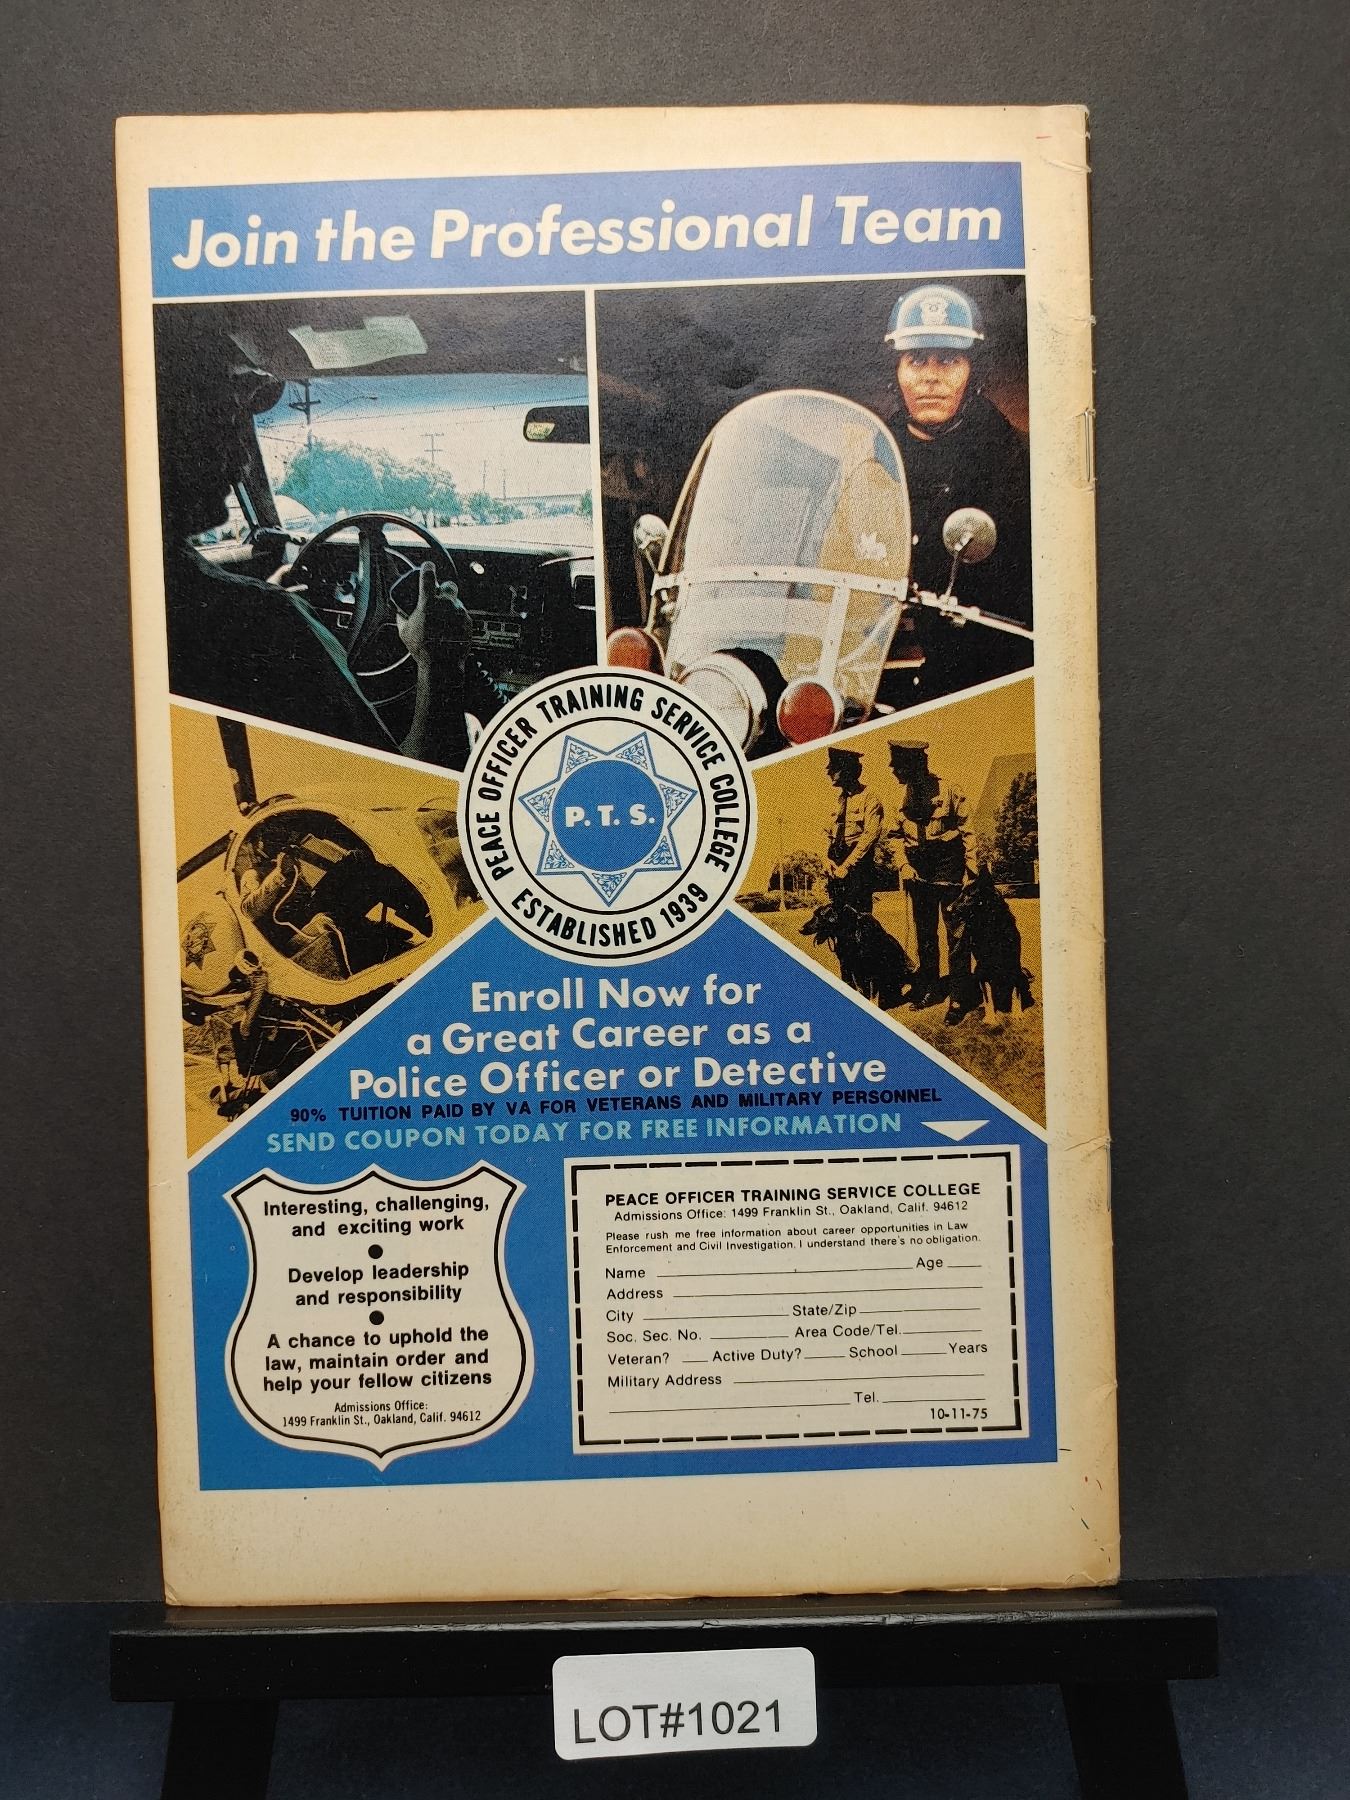 Join the Professional Team
PEACE OFFICER TRAINING SERVICE COLLEGE
P. T. S.
ESTABLISHED 1939
Enroll Now for
a Great Career as a
Police Officer or Detective
90% TUITION PAID BY VA FOR VETERANS AND MILITARY PERSONNEL
SEND COUPON TODAY FOR FREE INFORMATION
Interesting, challenging,
and exciting work
Develop leadership
and responsibility
A chance to uphold the
law, maintain order and
help your fellow citizens
Admissions Office:
1499 Franklin St., Oakland, Calif. 94612
PEACE OFFICER TRAINING SERVICE COLLEGE
Admissions Office: 1499 Franklin St., Oakland, Calif. 94612
Please rush me free information about career opportunities in Law
Enforcement and Civil Investigation. I understand there's no obligation.
Name Age
Address
City State/Zip
Soc. Sec. No. Area Code/Tel.
Veteran? Active Duty? School Years
Military Address
Tel.
10-11-75
LOT#1021